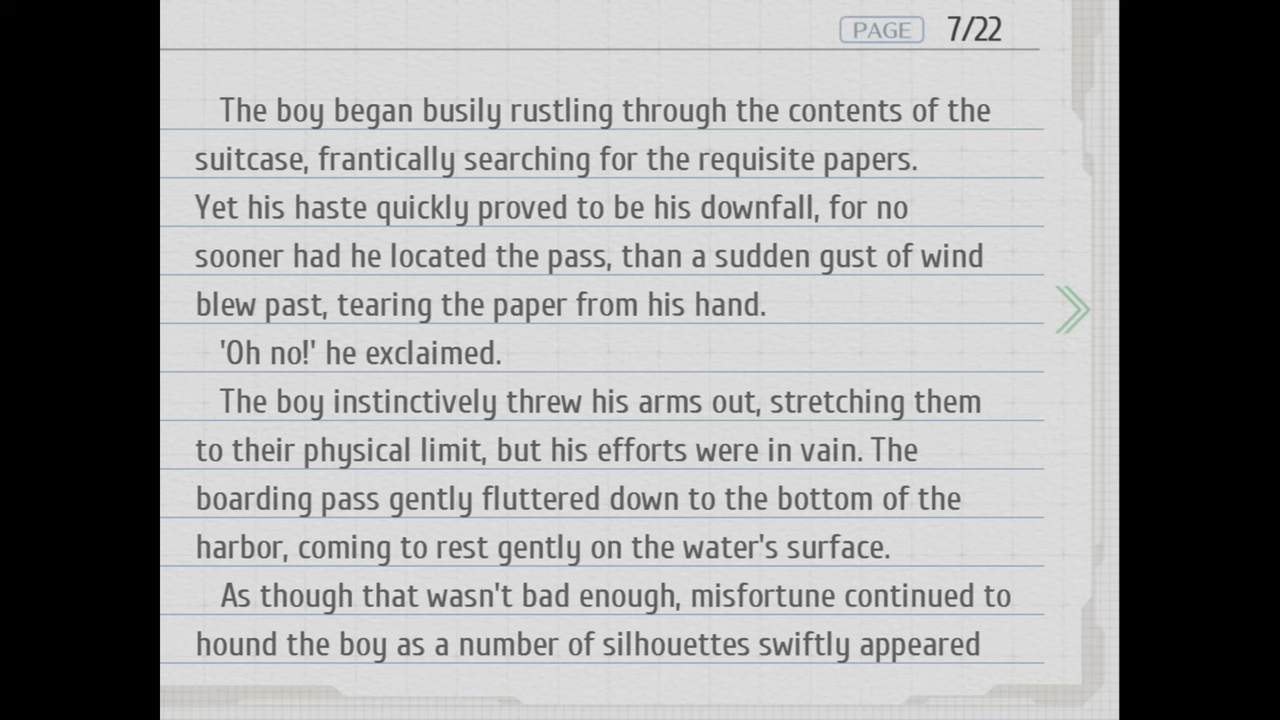 PAGE 7/22
The boy began busily rustling through the contents of the
suitcase, frantically searching for the requisite papers.
Yet his haste quickly proved to be his downfall, for no
sooner had he located the pass, than a sudden gust of wind
blew past, tearing the paper from his hand.
'Oh no!' he exclaimed.
The boy instinctively threw his arms out, stretching them
to their physical limit, but his efforts were in vain. The
boarding pass gently fluttered down to the bottom of the
harbor, coming to rest gently on the water's surface.
As though that wasn't bad enough, misfortune continued to
hound the boy as a number of silhouettes swiftly appeared